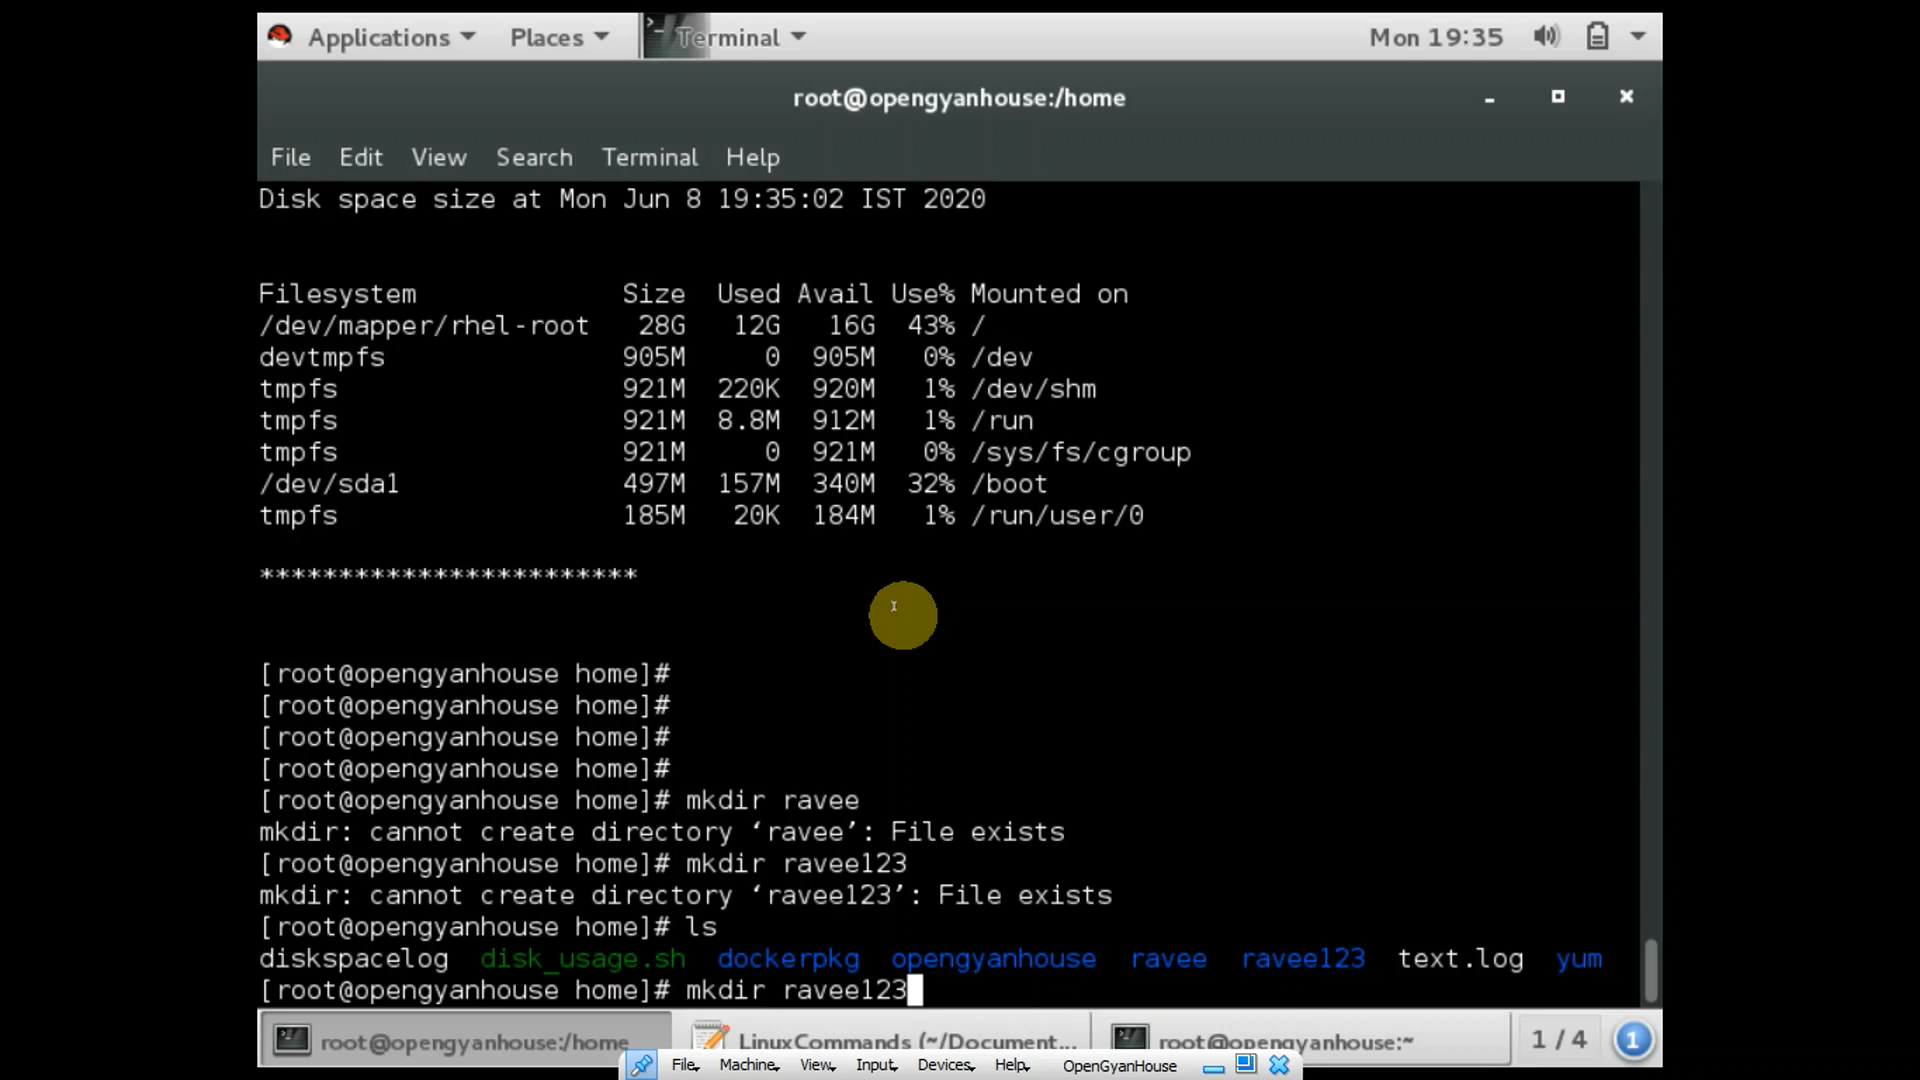 Applications Places Terminal Mon 19:35
root@opengyanhouse:/home
File Edit View Search Terminal Help
Disk space size at Mon Jun 8 19:35:02 IST 2020
Filesystem Size Used Avail Use% Mounted on
/dev/mapper/rhel-root 28G 12G 16G 43% /
devtmpfs 905M 0 905M 0% /dev
tmpfs 921M 220K 920M 1% /dev/shm
tmpfs 921M 8.8M 912M 1% /run
tmpfs 921M 0 921M 0% /sys/fs/cgroup
/dev/sda1 497M 157M 340M 32% /boot
tmpfs 185M 20K 184M 1% /run/user/0
************************
[root@opengyanhouse home]#
[root@opengyanhouse home]#
[root@opengyanhouse home]#
[root@opengyanhouse home]#
[root@opengyanhouse home]# mkdir ravee
mkdir: cannot create directory ‘ravee’: File exists
[root@opengyanhouse home]# mkdir ravee123
mkdir: cannot create directory ‘ravee123’: File exists
[root@opengyanhouse home]# ls
diskspacelog disk_usage.sh dockerpkg opengyanhouse ravee ravee123 text.log yum
[root@opengyanhouse home]# mkdir ravee123
root@opengyanhouse:/home LinuxCommands (~/Document... root@opengyanhouse:~ 1 / 4 1
File Machine View Input Devices Help OpenGyanHouse